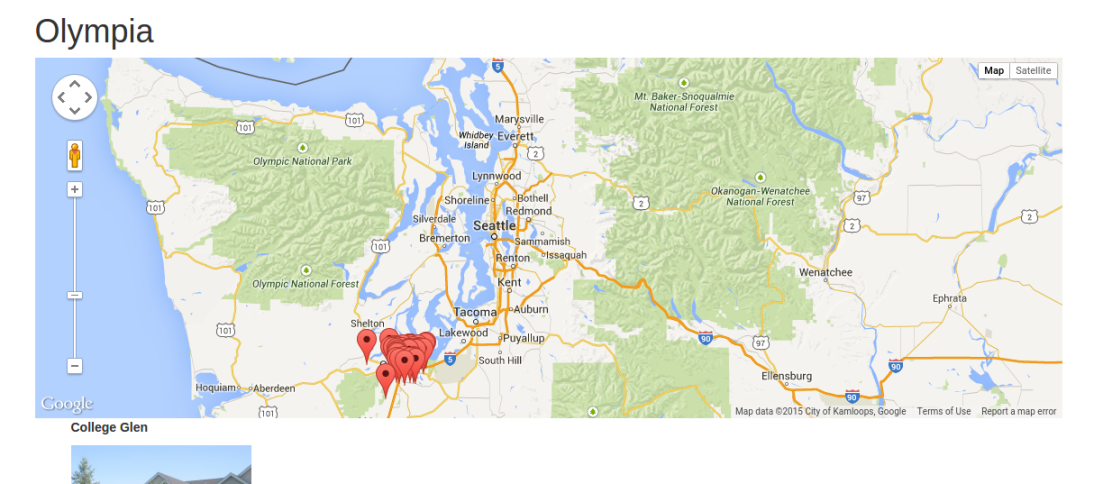 Olympia
5
Map Satellite
Mt. Baker-Snoqualmie
National Forest
101
101
Marysville
Whidbey
Island
Everett
2
Olympic National Park
Lynnwood
Okanogan-Wenatchee
National Forest
97
101
Shoreline
Bothell
2
Redmond
Silverdale
2
2
Seattle
Bremerton
101
Sammamish
Issaquah
Renton
Wenatchee
Olympic National Forest
Kent
Ephrata
Tacoma
Auburn
Shelton
101
Lakewood
Puyallup
90
97
5
South Hill
90
Ellensburg
Hoquiam
Aberdeen
90
Google
101
Map data ©2015 City of Kamloops, Google Terms of Use Report a map error
College Glen